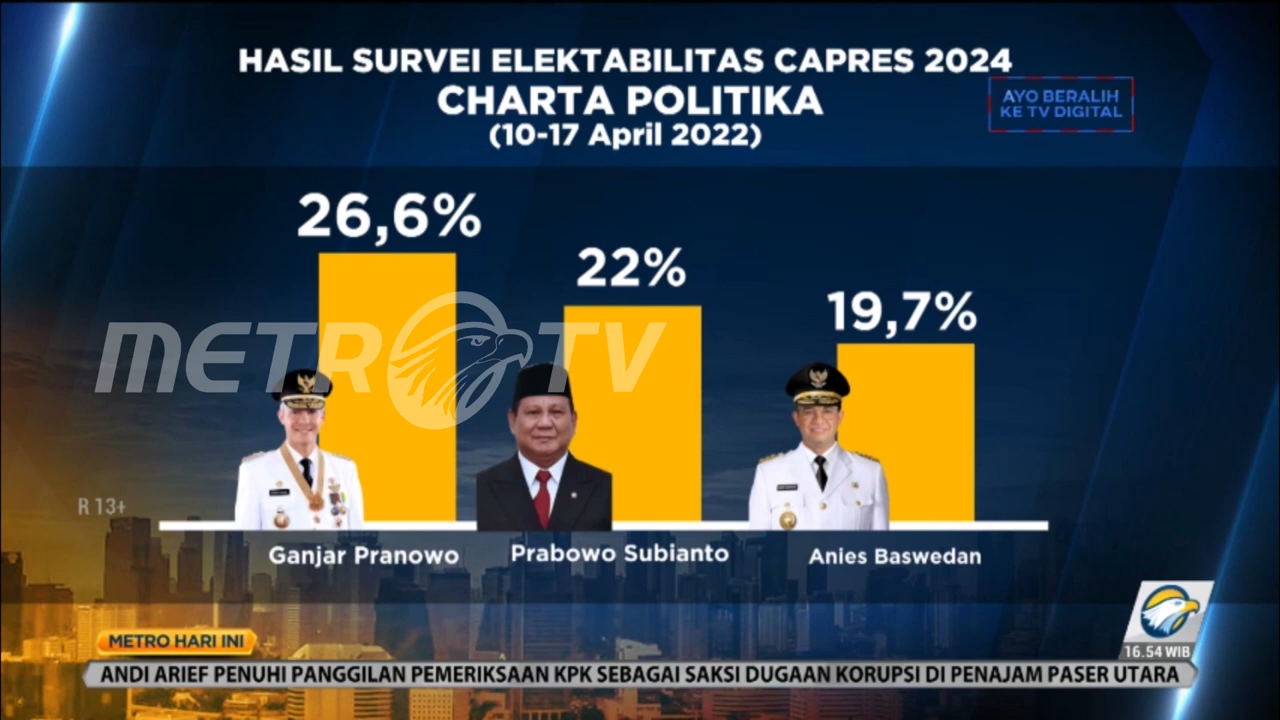 HASIL SURVEI ELEKTABILITAS CAPRES 2024
CHARTA POLITIKA
(10-17 April 2022)
AYO BERALIH
KE TV DIGITAL
26,6%
22%
19,7%
METRO TV
R 13+
Ganjar Pranowo
Prabowo Subianto
Anies Baswedan
METRO HARI INI
16.54 WIB
ANDI ARIEF PENUHI PANGGILAN PEMERIKSAAN KPK SEBAGAI SAKSI DUGAAN KORUPSI DI PENAJAM PASER UTARA